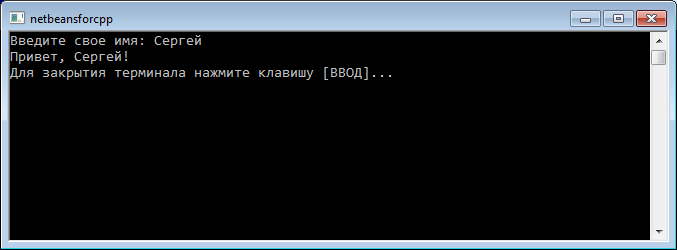 netbeansforcpp
Введите свое имя: Сергей
Привет, Сергей!
Для закрытия терминала нажмите клавишу [ВВОД]...